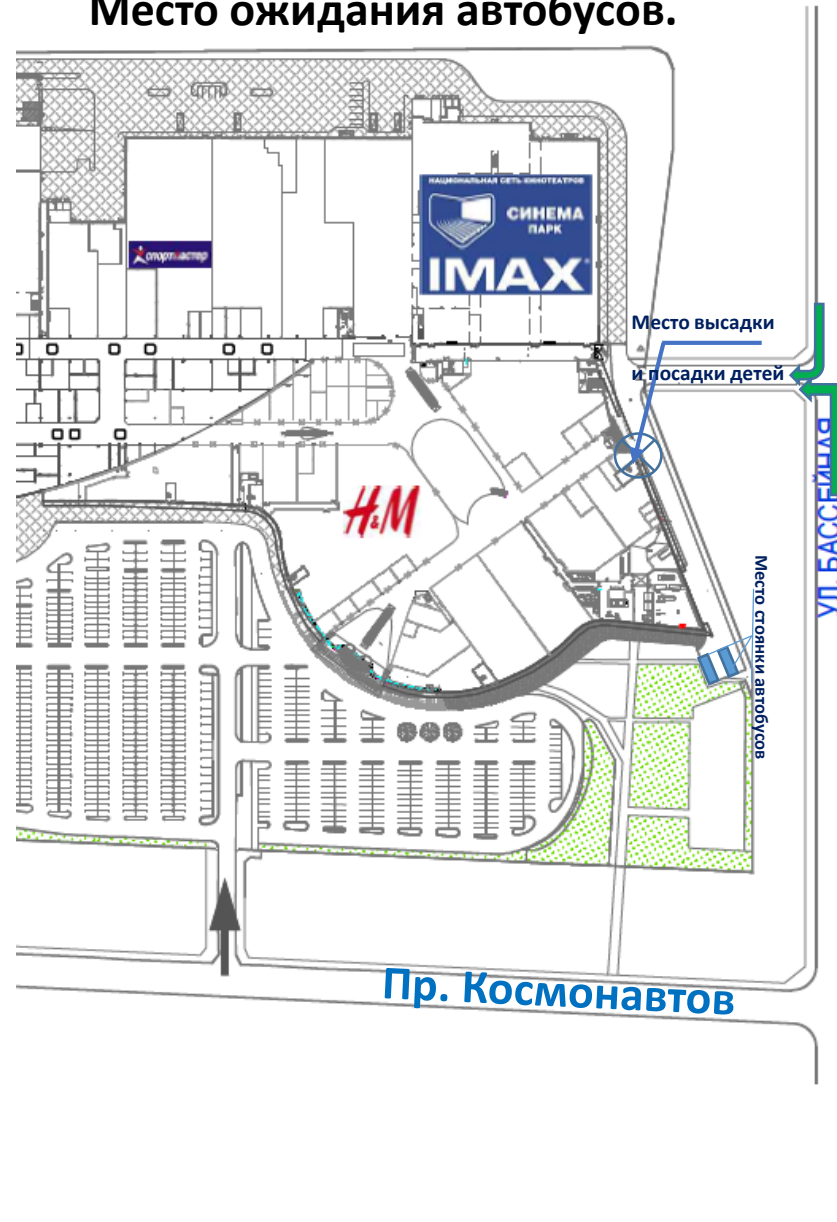 Место ожидания автобусов.
НАЦИОНАЛЬНАЯ СЕТЬ КИНОТЕАТРОВ
СИНЕМА
ПАРК
IMAX
спортмастер
Место высадки
и посадки детей
УЛ. БАССЕЙНАЯ
H&M
Место стоянки автобусов
Пр. Космонавтов